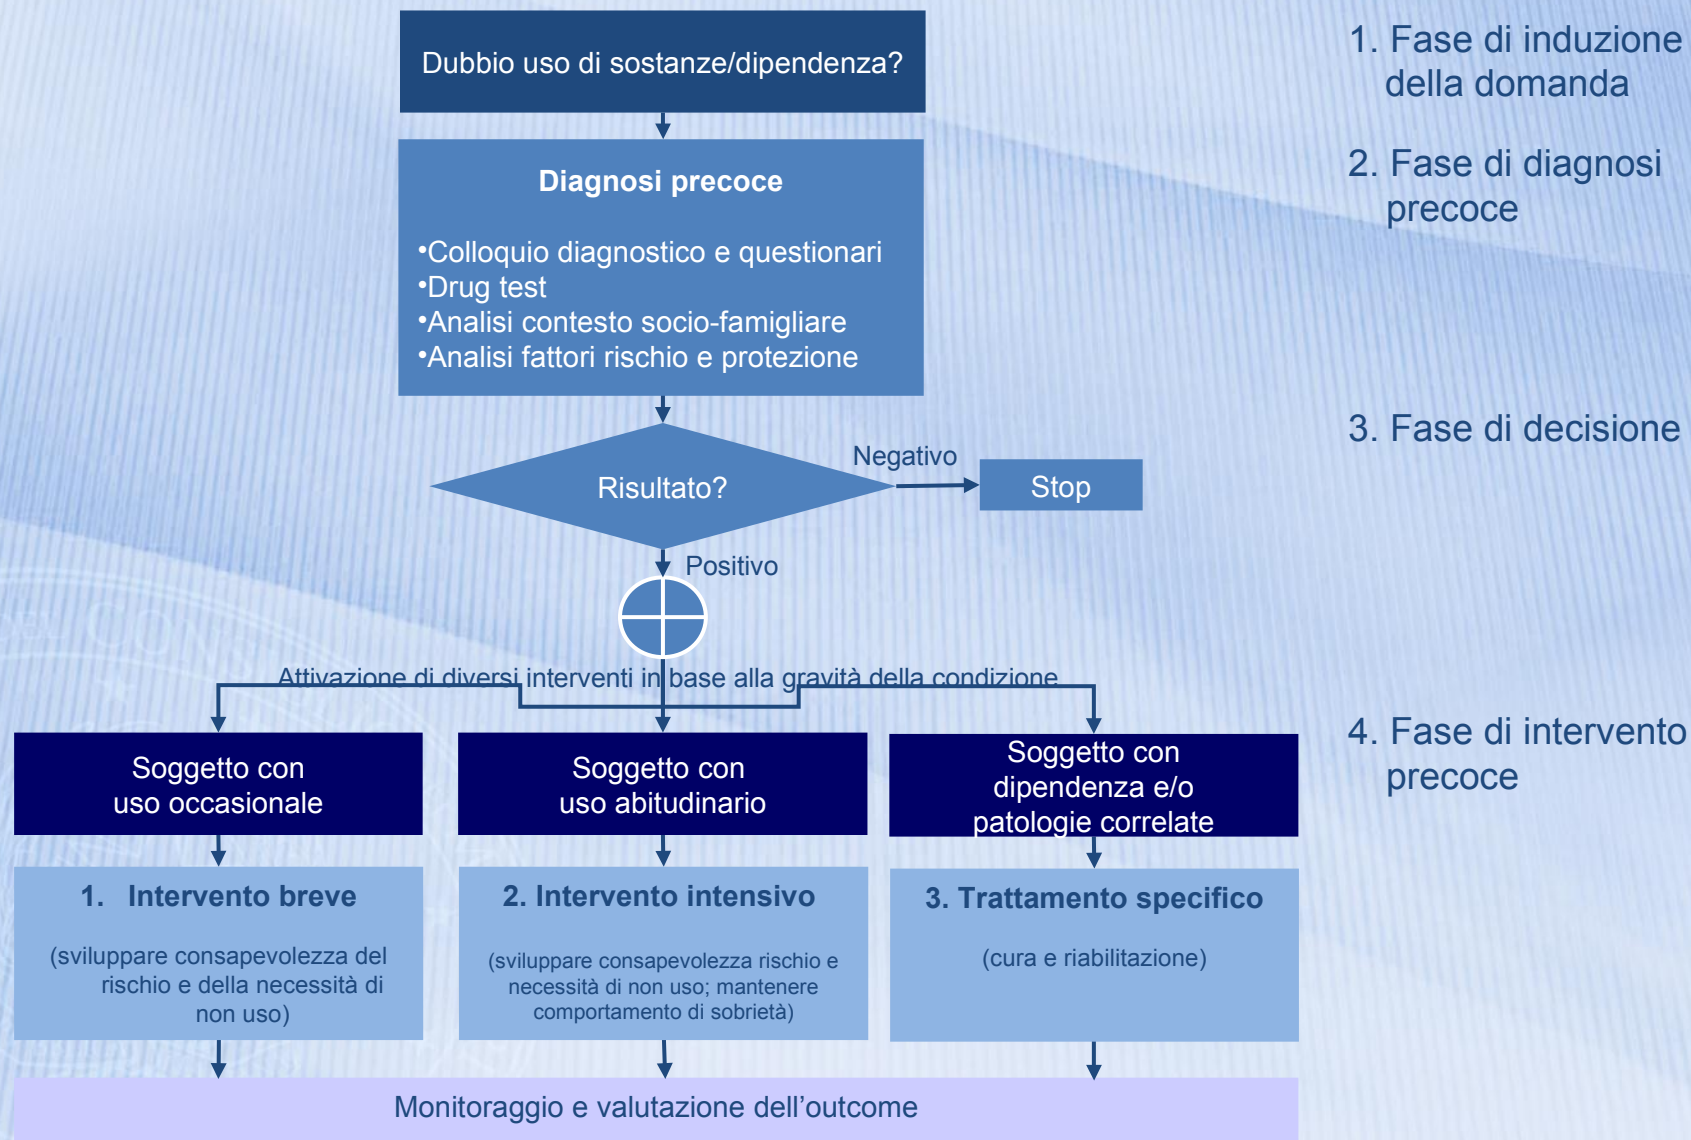 Dubbio uso di sostanze/dipendenza?
1. Fase di induzione
della domanda
Diagnosi precoce
•Colloquio diagnostico e questionari
•Drug test
•Analisi contesto socio-famigliare
•Analisi fattori rischio e protezione
2. Fase di diagnosi
precoce
Risultato?
Negativo
Stop
3. Fase di decisione
Positivo
Attivazione di diversi interventi in base alla gravità della condizione
Soggetto con
uso occasionale
Soggetto con
uso abitudinario
Soggetto con
dipendenza e/o
patologie correlate
4. Fase di intervento
precoce
1. Intervento breve
(sviluppare consapevolezza del
rischio e della necessità di
non uso)
2. Intervento intensivo
(sviluppare consapevolezza rischio e
necessità di non uso; mantenere
comportamento di sobrietà)
3. Trattamento specifico
(cura e riabilitazione)
Monitoraggio e valutazione dell’outcome